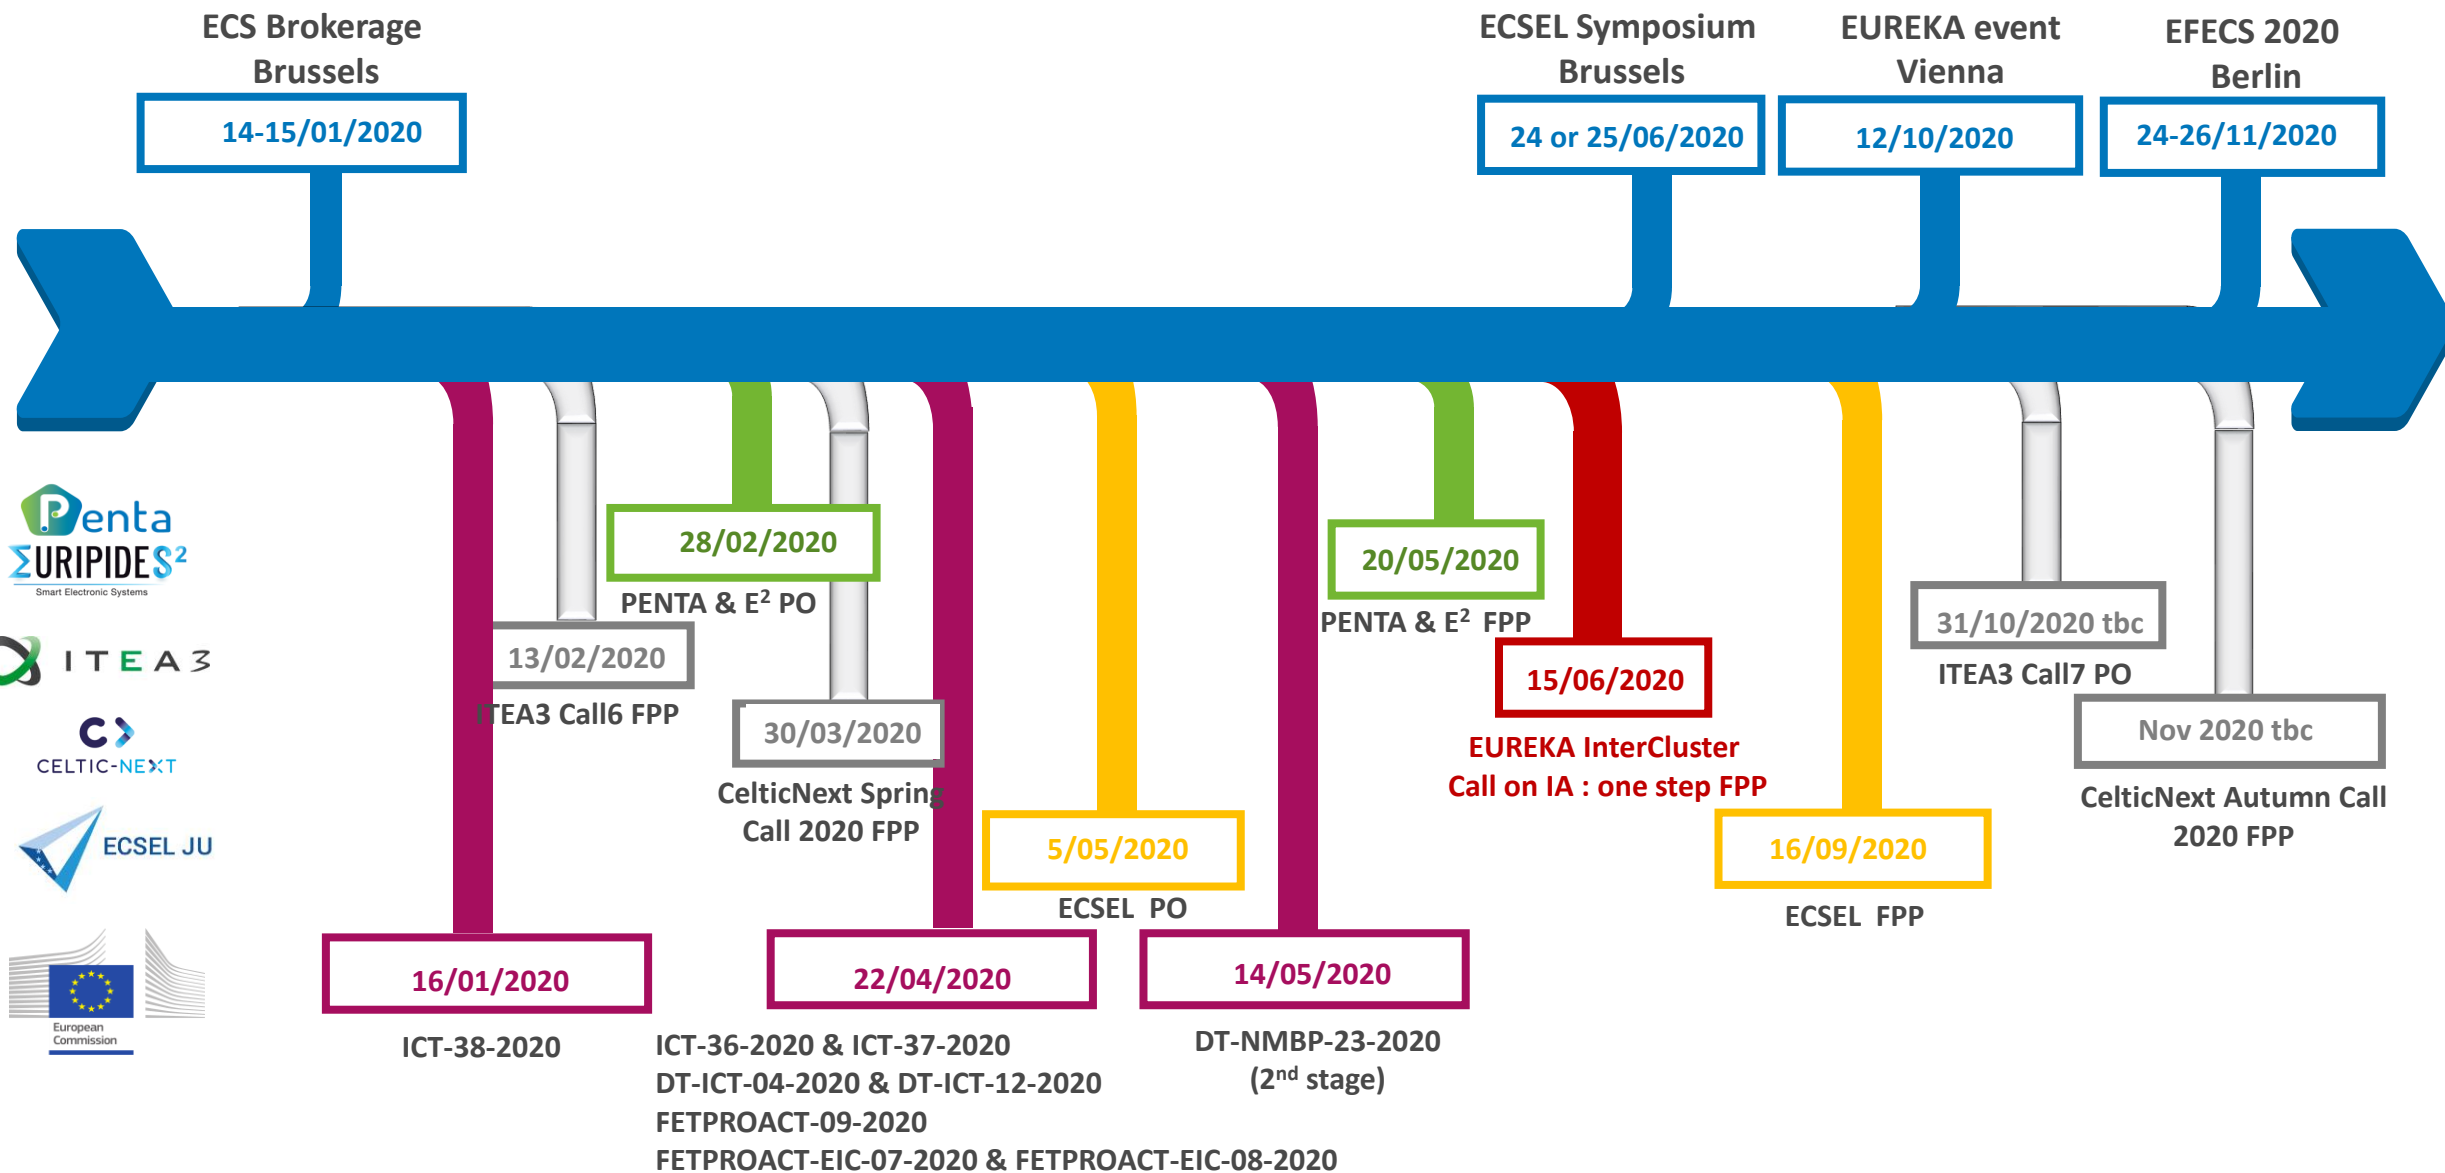 ECS Brokerage
Brussels
14-15/01/2020
ECSEL Symposium
Brussels
24 or 25/06/2020
EUREKA event
Vienna
12/10/2020
EFECS 2020
Berlin
24-26/11/2020
Penta
ΣURIPIDES²
Smart Electronic Systems
ITEA3
CELTIC-NEXT
ECSEL JU
European
Commission
28/02/2020
PENTA & E² PO
13/02/2020
ITEA3 Call6 FPP
30/03/2020
CelticNext Spring
Call 2020 FPP
5/05/2020
ECSEL PO
20/05/2020
PENTA & E² FPP
15/06/2020
EUREKA InterCluster
Call on IA : one step FPP
16/09/2020
ECSEL FPP
31/10/2020 tbc
ITEA3 Call7 PO
Nov 2020 tbc
CelticNext Autumn Call
2020 FPP
16/01/2020
ICT-38-2020
22/04/2020
ICT-36-2020 & ICT-37-2020
DT-ICT-04-2020 & DT-ICT-12-2020
FETPROACT-09-2020
FETPROACT-EIC-07-2020 & FETPROACT-EIC-08-2020
14/05/2020
DT-NMBP-23-2020
(2nd stage)